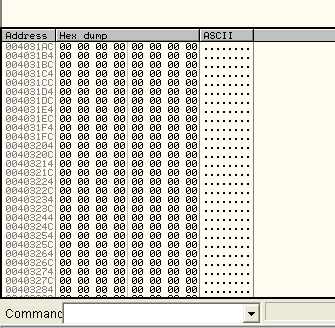 Address Hex dump ASCII
004031AC 00 00 00 00 00 00 00 00 ........
004031B4 00 00 00 00 00 00 00 00 ........
004031BC 00 00 00 00 00 00 00 00 ........
004031C4 00 00 00 00 00 00 00 00 ........
004031CC 00 00 00 00 00 00 00 00 ........
004031D4 00 00 00 00 00 00 00 00 ........
004031DC 00 00 00 00 00 00 00 00 ........
004031E4 00 00 00 00 00 00 00 00 ........
004031EC 00 00 00 00 00 00 00 00 ........
004031F4 00 00 00 00 00 00 00 00 ........
004031FC 00 00 00 00 00 00 00 00 ........
00403204 00 00 00 00 00 00 00 00 ........
0040320C 00 00 00 00 00 00 00 00 ........
00403214 00 00 00 00 00 00 00 00 ........
0040321C 00 00 00 00 00 00 00 00 ........
00403224 00 00 00 00 00 00 00 00 ........
0040322C 00 00 00 00 00 00 00 00 ........
00403234 00 00 00 00 00 00 00 00 ........
0040323C 00 00 00 00 00 00 00 00 ........
00403244 00 00 00 00 00 00 00 00 ........
0040324C 00 00 00 00 00 00 00 00 ........
00403254 00 00 00 00 00 00 00 00 ........
0040325C 00 00 00 00 00 00 00 00 ........
00403264 00 00 00 00 00 00 00 00 ........
0040326C 00 00 00 00 00 00 00 00 ........
00403274 00 00 00 00 00 00 00 00 ........
0040327C 00 00 00 00 00 00 00 00 ........
00403284 00 00 00 00 00 00 00 00 ........
Command